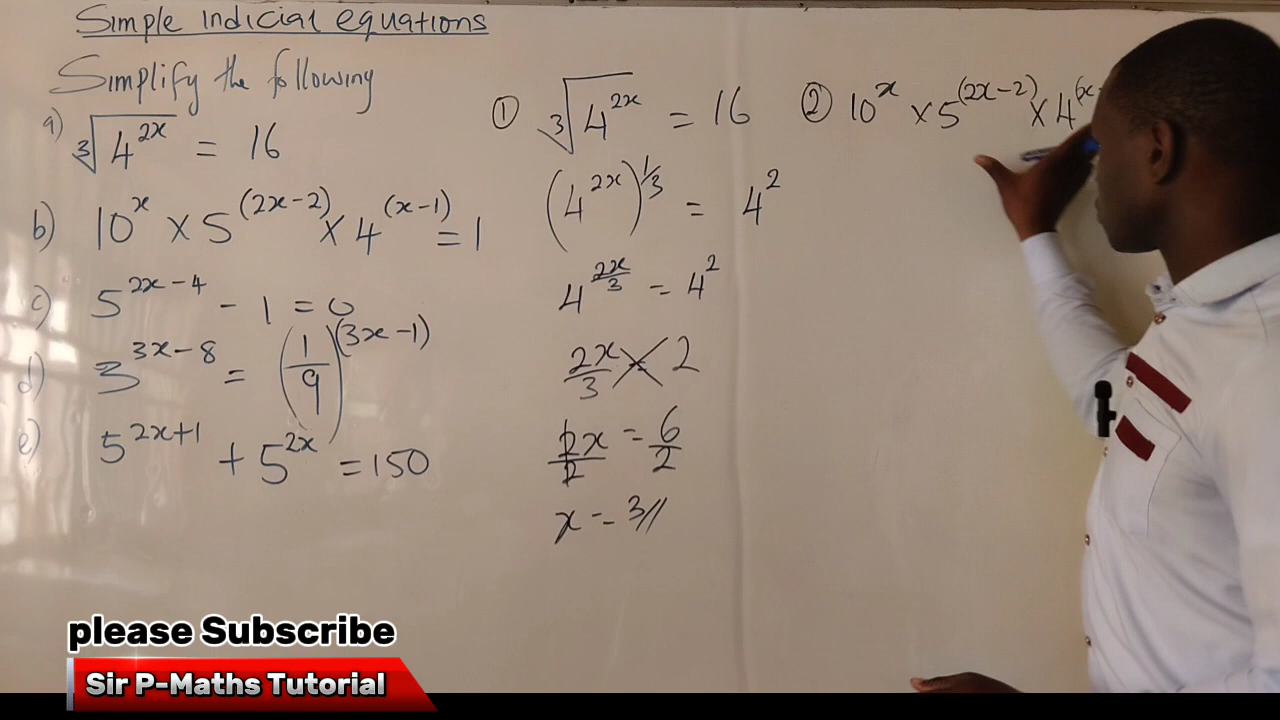 Simple indicial equations
Simplify the following
a) ∛(4^(2x)) = 16
b) 10^x × 5^(2x-2) × 4^(x-1) = 1
c) 5^(2x-4) - 1 = 0
d) 3^(3x-8) = (1/9)^(3x-1)
e) 5^(2x+1) + 5^(2x) = 150
① ∛(4^(2x)) = 16
(4^(2x))^(1/3) = 4^2
4^(2x/3) = 4^2
2x/3 = 2
2x/2 = 6/2
x = 3//
② 10^x × 5^(2x-2) × 4^(x-
please Subscribe
Sir P-Maths Tutorial